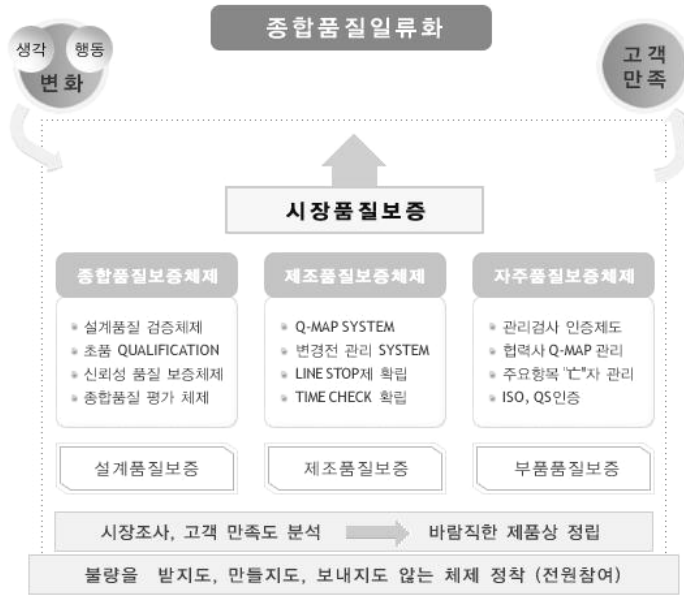 종합품질일류화
생각 행동
변화
고객
만족
시장품질보증
종합품질보증체제
설계품질 검증체제
초품 QUALIFICATION
신뢰성 품질 보증체제
종합품질 평가 체제
설계품질보증
제조품질보증체제
Q-MAP SYSTEM
변경전 관리 SYSTEM
LINE STOP제 확립
TIME CHECK 확립
제조품질보증
자주품질보증체제
관리검사 인증제도
협력사 Q-MAP 관리
주요항목 "亡"자 관리
ISO, QS인증
부품품질보증
시장조사, 고객 만족도 분석 바람직한 제품상 정립
불량을 받지도, 만들지도, 보내지도 않는 체제 정착 (전원참여)